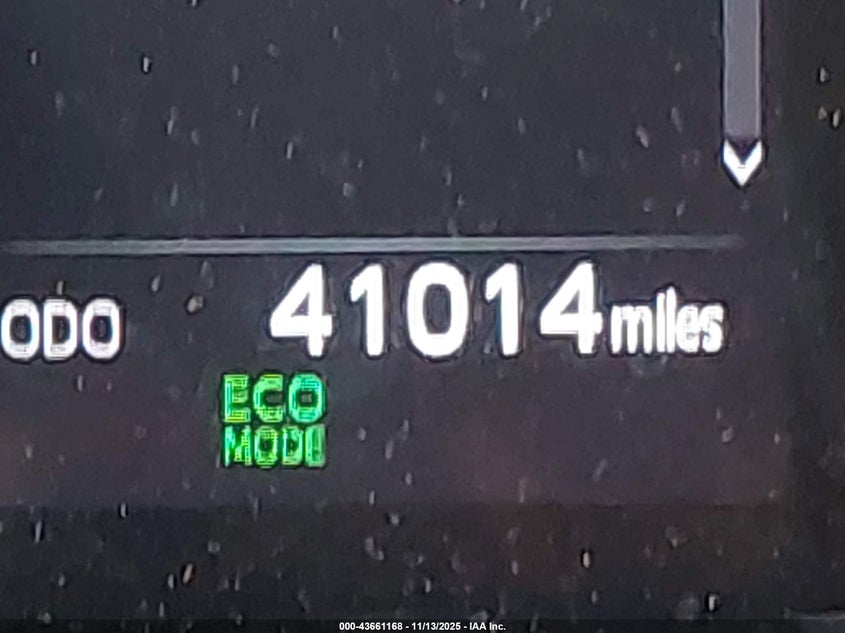 ODO 41014 miles
ECO
MODE
000-43661168 - 11/13/2025 - IAA Inc.